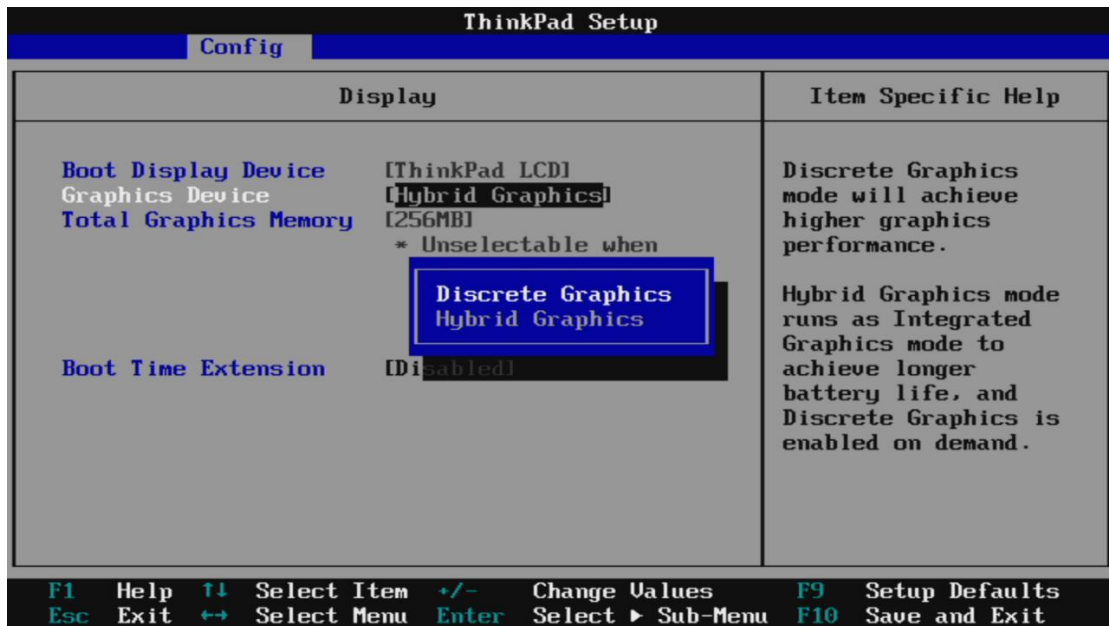 ThinkPad Setup
Config
Display
Item Specific Help
Boot Display Device [ThinkPad LCD]
Graphics Device [Hybrid Graphics]
Total Graphics Memory [256MB]
* Unselectable when
Discrete Graphics
Hybrid Graphics
Boot Time Extension [Disabled]
Discrete Graphics
mode will achieve
higher graphics
performance.
Hybrid Graphics mode
runs as Integrated
Graphics mode to
achieve longer
battery life, and
Discrete Graphics is
enabled on demand.
F1 Help ↑↓ Select Item +/- Change Values F9 Setup Defaults
Esc Exit ←→ Select Menu Enter Select ▶ Sub-Menu F10 Save and Exit